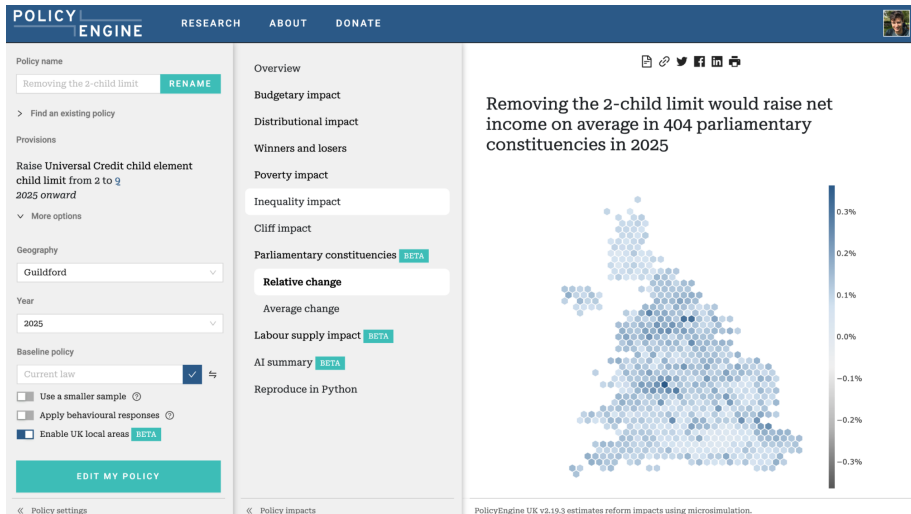 POLICY
ENGINE
RESEARCH
ABOUT
DONATE
Policy name
Removing the 2-child limit
RENAME
Find an existing policy
Provisions
Raise Universal Credit child element
child limit from 2 to 9
2025 onward
More options
Geography
Guildford
Year
2025
Baseline policy
Current law
Use a smaller sample
Apply behavioural responses
Enable UK local areas BETA
EDIT MY POLICY
Policy settings
Overview
Budgetary impact
Distributional impact
Winners and losers
Poverty impact
Inequality impact
Cliff impact
Parliamentary constituencies BETA
Relative change
Average change
Labour supply impact BETA
AI summary BETA
Reproduce in Python
Policy impacts
Removing the 2-child limit would raise net
income on average in 404 parliamentary
constituencies in 2025
0.3%
0.2%
0.1%
0.0%
−0.1%
−0.2%
−0.3%
PolicyEngine UK v2.19.3 estimates reform impacts using microsimulation.